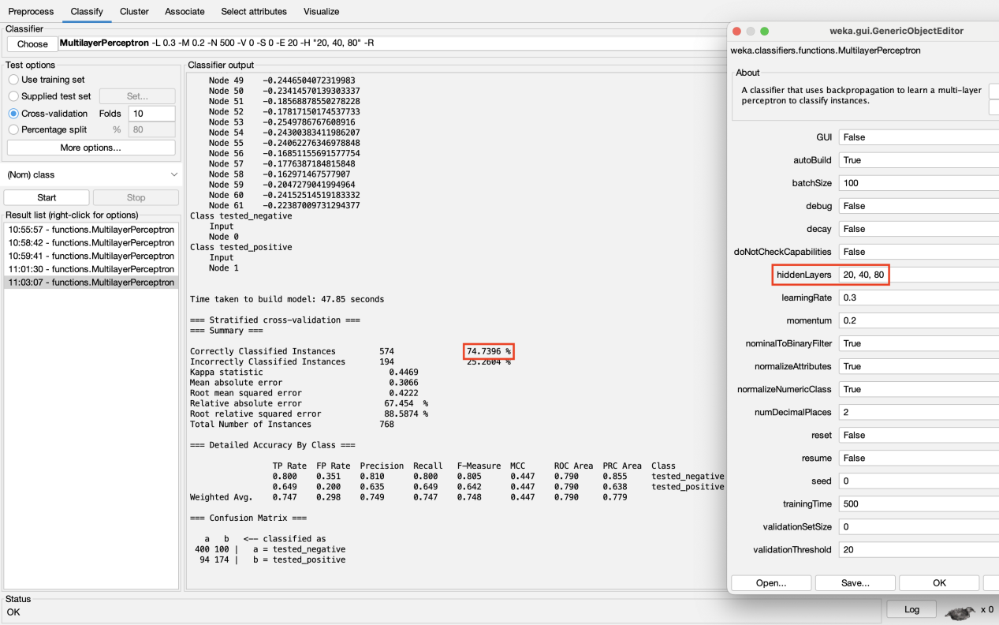 Preprocess Classify Cluster Associate Select attributes Visualize
Classifier
Choose MultilayerPerceptron -L 0.3 -M 0.2 -N 500 -V 0 -S 0 -E 20 -H "20, 40, 80" -R
Test options
Use training set
Supplied test set Set...
Cross-validation Folds 10
Percentage split % 80
More options...
(Nom) class
Start Stop
Result list (right-click for options)
10:55:57 - functions.MultilayerPerceptron
10:58:42 - functions.MultilayerPerceptron
10:59:41 - functions.MultilayerPerceptron
11:01:30 - functions.MultilayerPerceptron
11:03:07 - functions.MultilayerPerceptron
Classifier output
Node 49 -0.2446504072319983
Node 50 -0.23414570139303337
Node 51 -0.18568878550278228
Node 52 -0.17817150174537733
Node 53 -0.2549786767608916
Node 54 -0.24300383411986207
Node 55 -0.24062276346978848
Node 56 -0.16851155691577754
Node 57 -0.1776387184815848
Node 58 -0.162971467577907
Node 59 -0.2047279041994964
Node 60 -0.24152514519183332
Node 61 -0.22387009731294377
Class tested_negative
Input
Node 0
Class tested_positive
Input
Node 1
Time taken to build model: 47.85 seconds
=== Stratified cross-validation ===
=== Summary ===
Correctly Classified Instances 574 74.7396 %
Incorrectly Classified Instances 194 25.2604 %
Kappa statistic 0.4469
Mean absolute error 0.3066
Root mean squared error 0.4222
Relative absolute error 67.454 %
Root relative squared error 88.5874 %
Total Number of Instances 768
=== Detailed Accuracy By Class ===
TP Rate FP Rate Precision Recall F-Measure MCC ROC Area PRC Area Class
0.800 0.351 0.810 0.800 0.805 0.447 0.790 0.855 tested_negative
0.649 0.200 0.635 0.649 0.642 0.447 0.790 0.638 tested_positive
Weighted Avg. 0.747 0.298 0.749 0.747 0.748 0.447 0.790 0.779
=== Confusion Matrix ===
a b <-- classified as
400 100 | a = tested_negative
94 174 | b = tested_positive
weka.gui.GenericObjectEditor
weka.classifiers.functions.MultilayerPerceptron
About
A classifier that uses backpropagation to learn a multi-layer
perceptron to classify instances.
GUI False
autoBuild True
batchSize 100
debug False
decay False
doNotCheckCapabilities False
hiddenLayers 20, 40, 80
learningRate 0.3
momentum 0.2
nominalToBinaryFilter True
normalizeAttributes True
normalizeNumericClass True
numDecimalPlaces 2
reset False
resume False
seed 0
trainingTime 500
validationSetSize 0
validationThreshold 20
Open... Save... OK
Status
OK
Log x 0